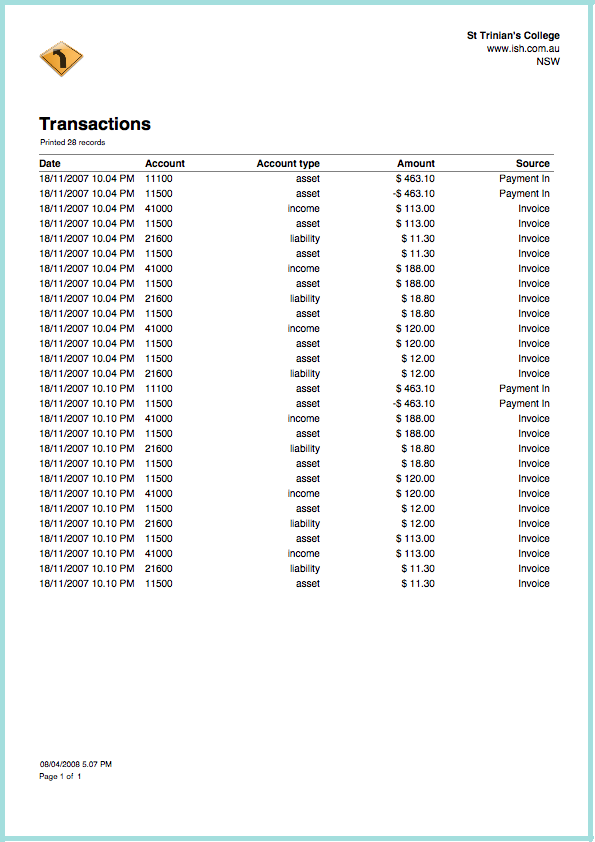 St Trinian's College
www.ish.com.au
NSW
Transactions
Printed 28 records
Date Account Account type Amount Source
18/11/2007 10.04 PM 11100 asset $ 463.10 Payment In
18/11/2007 10.04 PM 11500 asset -$ 463.10 Payment In
18/11/2007 10.04 PM 41000 income $ 113.00 Invoice
18/11/2007 10.04 PM 11500 asset $ 113.00 Invoice
18/11/2007 10.04 PM 21600 liability $ 11.30 Invoice
18/11/2007 10.04 PM 11500 asset $ 11.30 Invoice
18/11/2007 10.04 PM 41000 income $ 188.00 Invoice
18/11/2007 10.04 PM 11500 asset $ 188.00 Invoice
18/11/2007 10.04 PM 21600 liability $ 18.80 Invoice
18/11/2007 10.04 PM 11500 asset $ 18.80 Invoice
18/11/2007 10.04 PM 41000 income $ 120.00 Invoice
18/11/2007 10.04 PM 11500 asset $ 120.00 Invoice
18/11/2007 10.04 PM 11500 asset $ 12.00 Invoice
18/11/2007 10.04 PM 21600 liability $ 12.00 Invoice
18/11/2007 10.10 PM 11100 asset $ 463.10 Payment In
18/11/2007 10.10 PM 11500 asset -$ 463.10 Payment In
18/11/2007 10.10 PM 41000 income $ 188.00 Invoice
18/11/2007 10.10 PM 11500 asset $ 188.00 Invoice
18/11/2007 10.10 PM 21600 liability $ 18.80 Invoice
18/11/2007 10.10 PM 11500 asset $ 18.80 Invoice
18/11/2007 10.10 PM 11500 asset $ 120.00 Invoice
18/11/2007 10.10 PM 41000 income $ 120.00 Invoice
18/11/2007 10.10 PM 11500 asset $ 12.00 Invoice
18/11/2007 10.10 PM 21600 liability $ 12.00 Invoice
18/11/2007 10.10 PM 11500 asset $ 113.00 Invoice
18/11/2007 10.10 PM 41000 income $ 113.00 Invoice
18/11/2007 10.10 PM 21600 liability $ 11.30 Invoice
18/11/2007 10.10 PM 11500 asset $ 11.30 Invoice
08/04/2008 5.07 PM
Page 1 of 1